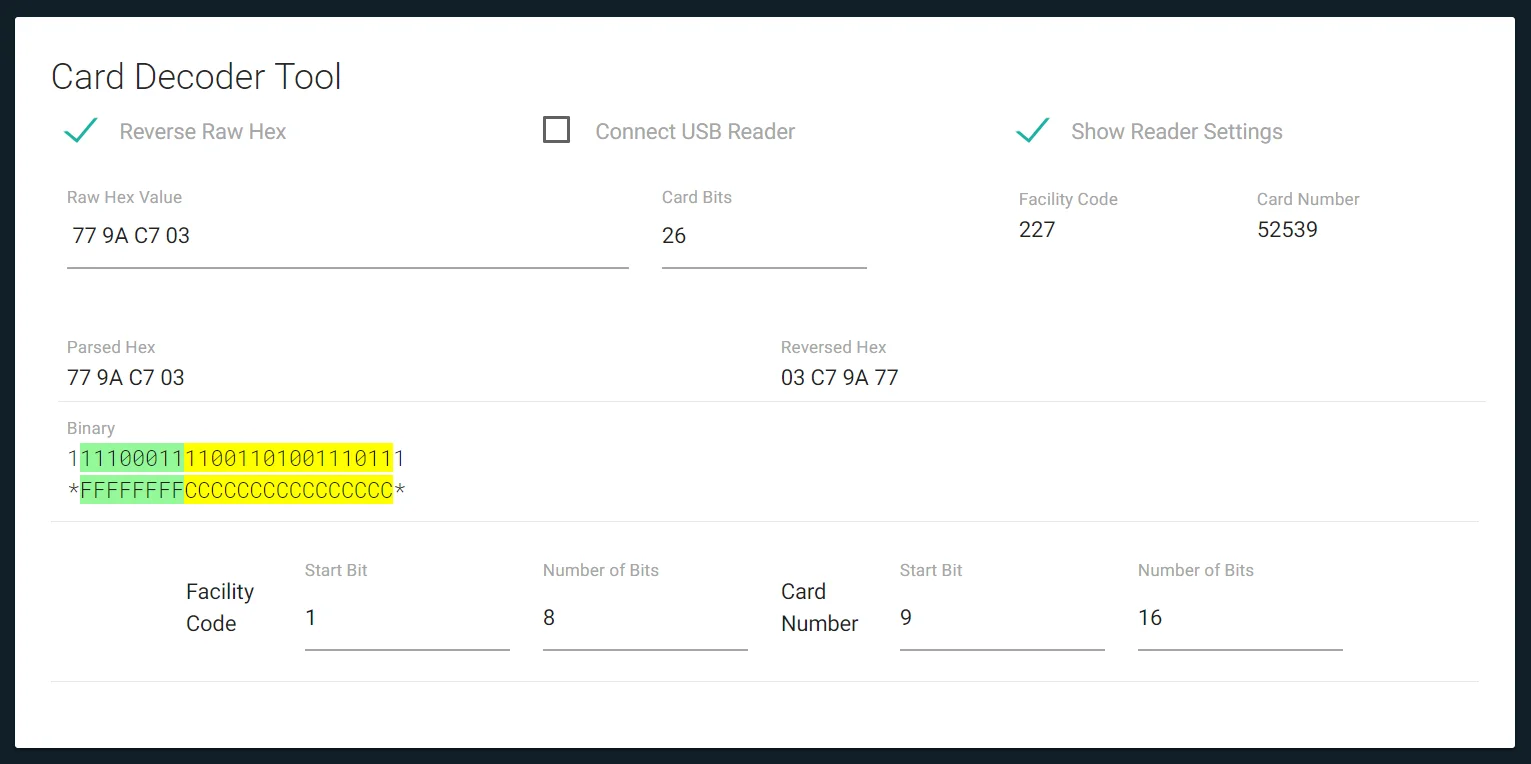 Card Decoder Tool
Reverse Raw Hex
Connect USB Reader
Show Reader Settings
Raw Hex Value
Card Bits
Facility Code
Card Number
77 9A C7 03
26
227
52539
Parsed Hex
Reversed Hex
77 9A C7 03
03 C7 9A 77
Binary
11110001111001101001110111
*FFFFFFFFCCCCCCCCCCCCCCCC*
Facility Code
Start Bit
Number of Bits
1
8
Card Number
Start Bit
Number of Bits
9
16